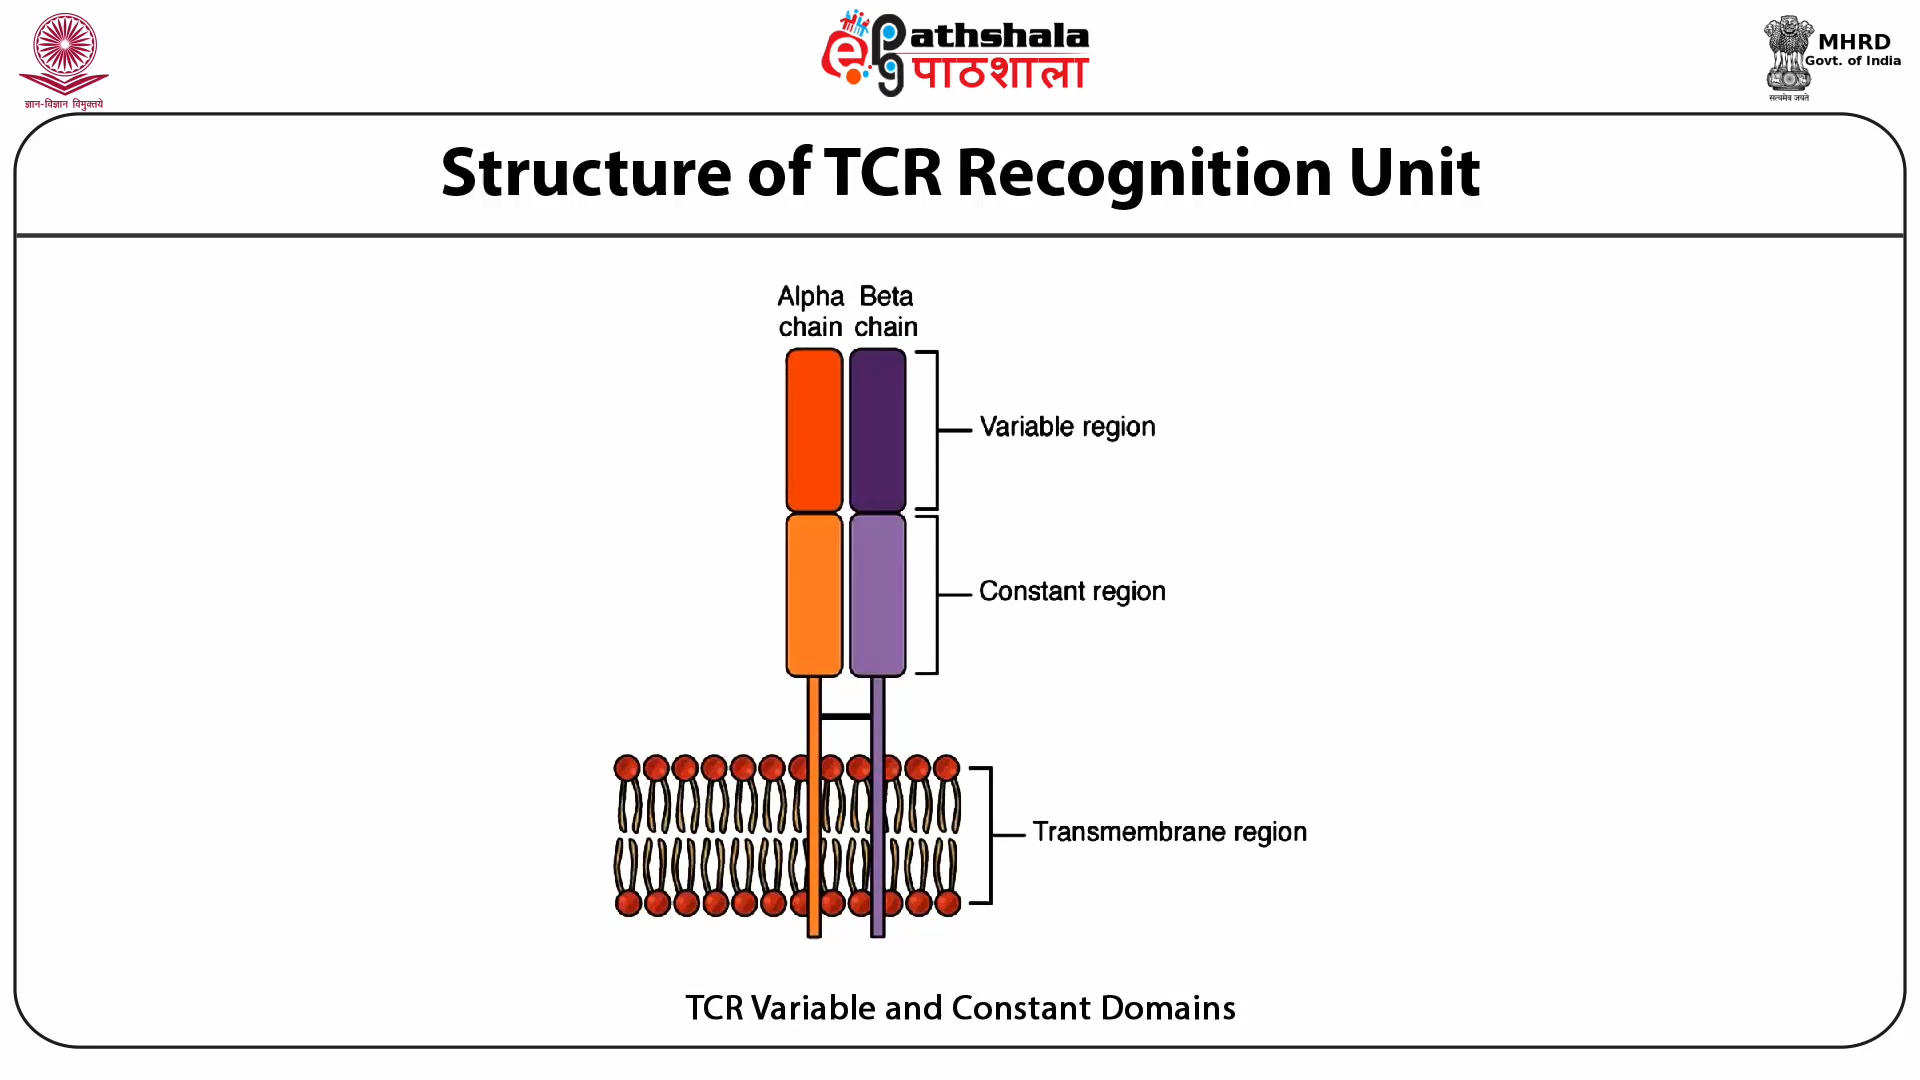 ज्ञान-विज्ञान विमुक्तये
ePathshala
पाठशाला
MHRD
Govt. of India
सत्यमेव जयते
Structure of TCR Recognition Unit
Alpha chain
Beta chain
Variable region
Constant region
Transmembrane region
TCR Variable and Constant Domains